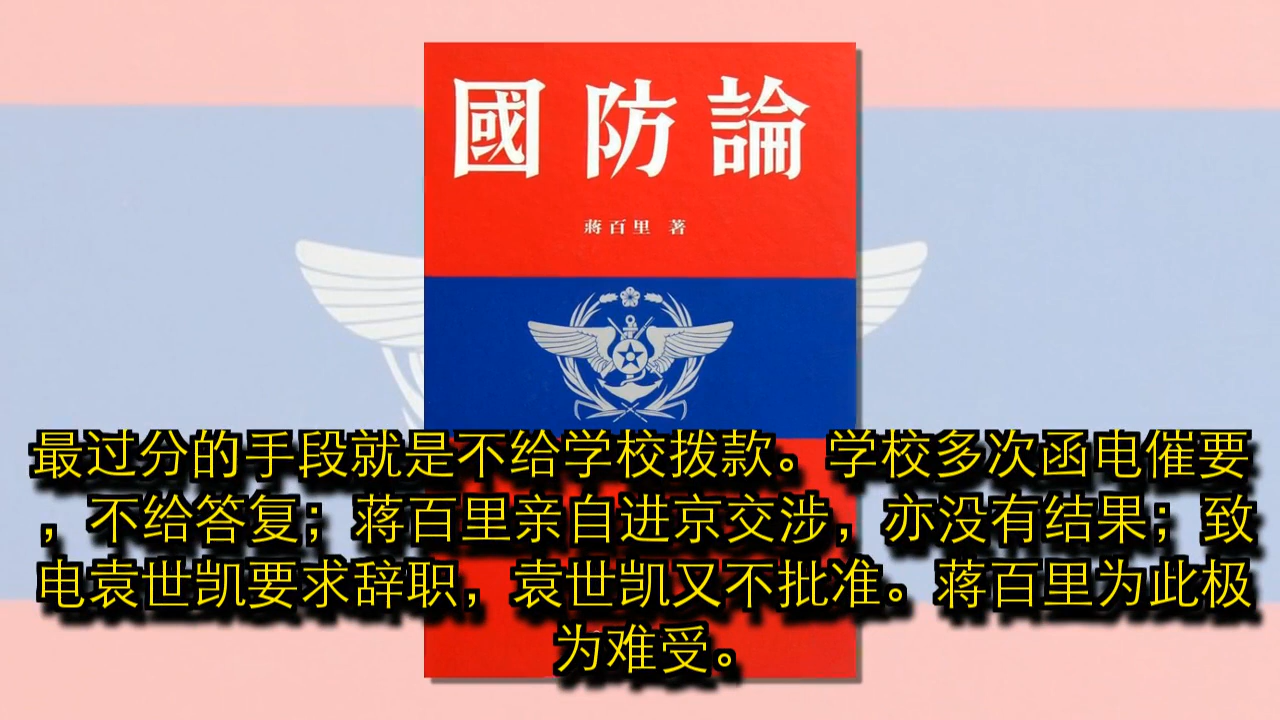 國防論
蔣百里 著
最过分的手段就是不给学校拨款。学校多次函电催要
，不给答复；蒋百里亲自进京交涉，亦没有结果；致
电袁世凯要求辞职，袁世凯又不批准。蒋百里为此极
为难受。